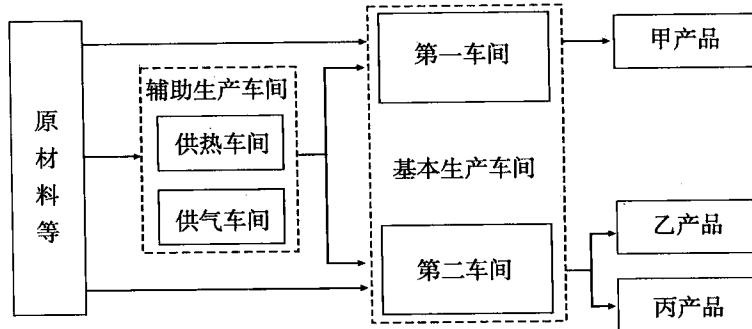 原材料等
辅助生产车间
供热车间
供气车间
第一车间
基本生产车间
第二车间
甲产品
乙产品
丙产品